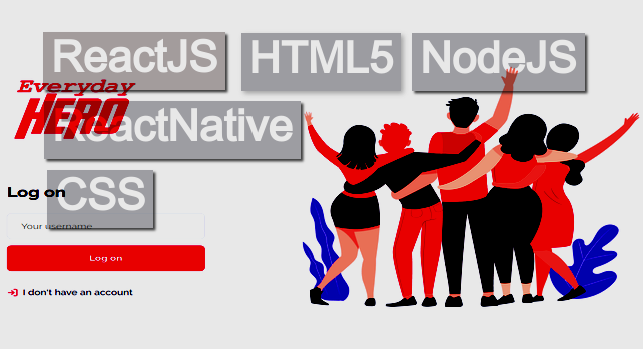 ReactJS HTML5 NodeJS
Everyday
HERO
ReactNative
CSS
Log on
Your username
Log on
I don't have an account